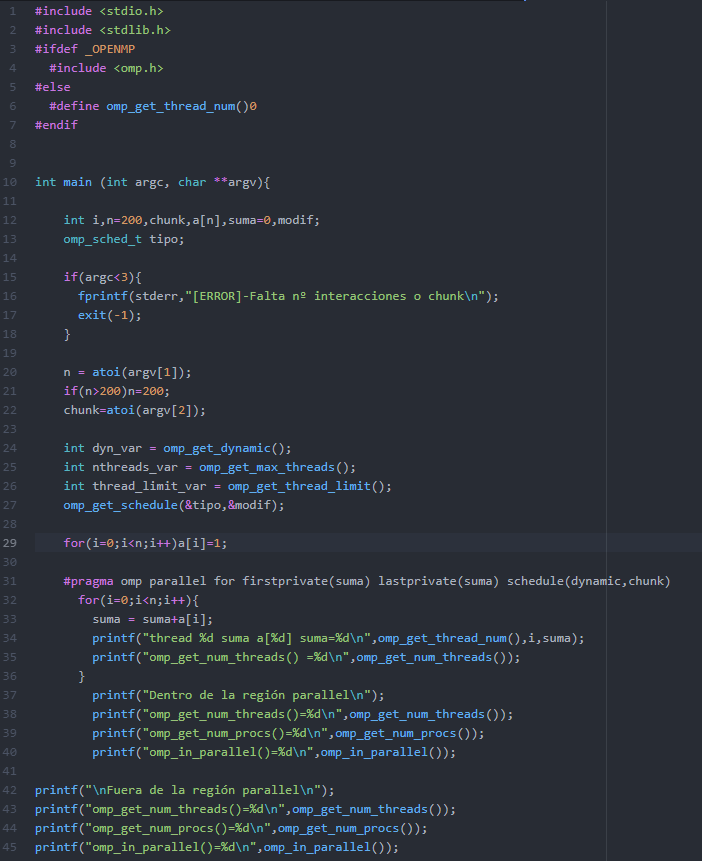 1 #include <stdio.h>
2 #include <stdlib.h>
3 #ifdef _OPENMP
4   #include <omp.h>
5 #else
6   #define omp_get_thread_num()0
7 #endif
8
9
10 int main (int argc, char **argv){
11
12     int i,n=200,chunk,a[n],suma=0,modif;
13     omp_sched_t tipo;
14
15     if(argc<3){
16       fprintf(stderr,"[ERROR]-Falta nº interacciones o chunk\n");
17       exit(-1);
18     }
19
20     n = atoi(argv[1]);
21     if(n>200)n=200;
22     chunk=atoi(argv[2]);
23
24     int dyn_var = omp_get_dynamic();
25     int nthreads_var = omp_get_max_threads();
26     int thread_limit_var = omp_get_thread_limit();
27     omp_get_schedule(&tipo,&modif);
28
29     for(i=0;i<n;i++)a[i]=1;
30
31     #pragma omp parallel for firstprivate(suma) lastprivate(suma) schedule(dynamic,chunk)
32       for(i=0;i<n;i++){
33         suma = suma+a[i];
34         printf("thread %d suma a[%d] suma=%d\n",omp_get_thread_num(),i,suma);
35         printf("omp_get_num_threads() =%d\n",omp_get_num_threads());
36       }
37         printf("Dentro de la región parallel\n");
38         printf("omp_get_num_threads()=%d\n",omp_get_num_threads());
39         printf("omp_get_num_procs()=%d\n",omp_get_num_procs());
40         printf("omp_in_parallel()=%d\n",omp_in_parallel());
41
42 printf("\nFuera de la región parallel\n");
43 printf("omp_get_num_threads()=%d\n",omp_get_num_threads());
44 printf("omp_get_num_procs()=%d\n",omp_get_num_procs());
45 printf("omp_in_parallel()=%d\n",omp_in_parallel());